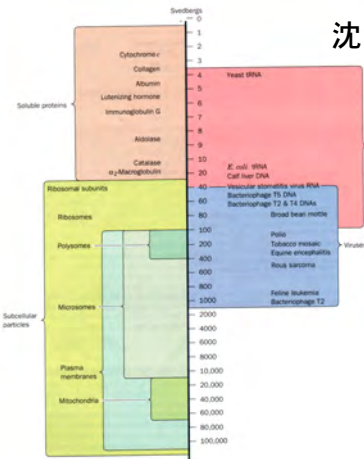 Svedbergs
沈
0
1
2
3
4
5
6
7
8
9
10
20
40
60
80
100
200
400
600
800
1000
2000
4000
6000
8000
10,000
20,000
40,000
60,000
80,000
100,000
Soluble proteins
Cytochrome c
Collagen
Albumin
Luteinizing hormone
Immunoglobulin G
Aldolase
Catalase
α2-Macroglobulin
Yeast tRNA
E. coli tRNA
Calf liver DNA
Vesicular stomatitis virus RNA
Bacteriophage T5 DNA
Bacteriophage T2 & T4 DNAs
Broad bean mottle
Polio
Tobacco mosaic
Equine encephalitis
Rous sarcoma
Feline leukemia
Bacteriophage T2
Viruses
Subcellular
particles
Ribosomal subunits
Ribosomes
Polysomes
Microsomes
Plasma
membranes
Mitochondria